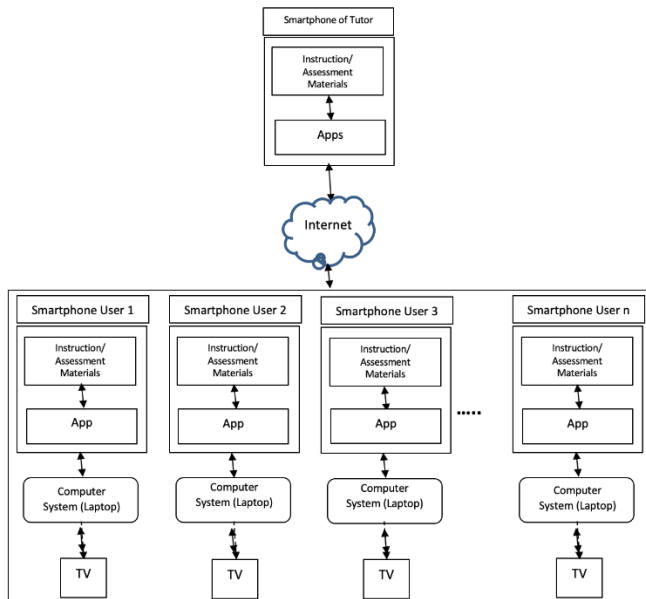 Smartphone of Tutor
Instruction/
Assessment
Materials
Apps
Internet
Smartphone User 1
Instruction/
Assessment
Materials
App
Computer
System (Laptop)
TV
Smartphone User 2
Instruction/
Assessment
Materials
App
Computer
System (Laptop)
TV
Smartphone User 3
Instruction/
Assessment
Materials
App
Computer
System (Laptop)
TV
.....
Smartphone User n
Instruction/
Assessment
Materials
App
Computer
System (Laptop)
TV